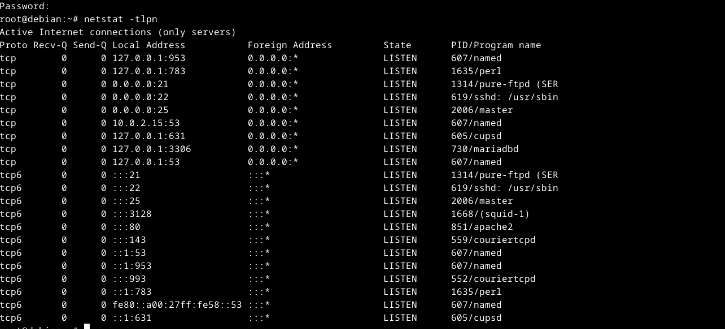 Password:
root@debian:~# netstat -tlpn
Active Internet connections (only servers)
Proto Recv-Q Send-Q Local Address           Foreign Address         State       PID/Program name
tcp        0      0 127.0.0.1:953           0.0.0.0:*               LISTEN      607/named
tcp        0      0 127.0.0.1:783           0.0.0.0:*               LISTEN      1635/perl
tcp        0      0 0.0.0.0:21              0.0.0.0:*               LISTEN      1314/pure-ftpd (SER
tcp        0      0 0.0.0.0:22              0.0.0.0:*               LISTEN      619/sshd: /usr/sbin
tcp        0      0 0.0.0.0:25              0.0.0.0:*               LISTEN      2006/master
tcp        0      0 10.0.2.15:53            0.0.0.0:*               LISTEN      607/named
tcp        0      0 127.0.0.1:631           0.0.0.0:*               LISTEN      605/cupsd
tcp        0      0 127.0.0.1:3306          0.0.0.0:*               LISTEN      730/mariadbd
tcp        0      0 127.0.0.1:53            0.0.0.0:*               LISTEN      607/named
tcp6       0      0 :::21                   :::*                    LISTEN      1314/pure-ftpd (SER
tcp6       0      0 :::22                   :::*                    LISTEN      619/sshd: /usr/sbin
tcp6       0      0 :::25                   :::*                    LISTEN      2006/master
tcp6       0      0 :::3128                 :::*                    LISTEN      1668/(squid-1)
tcp6       0      0 :::80                   :::*                    LISTEN      851/apache2
tcp6       0      0 :::143                  :::*                    LISTEN      559/couriertcpd
tcp6       0      0 ::1:53                  :::*                    LISTEN      607/named
tcp6       0      0 ::1:953                 :::*                    LISTEN      607/named
tcp6       0      0 :::993                  :::*                    LISTEN      552/couriertcpd
tcp6       0      0 ::1:783                 :::*                    LISTEN      1635/perl
tcp6       0      0 fe80::a00:27ff:fe58::53 :::*                    LISTEN      607/named
tcp6       0      0 ::1:631                 :::*                    LISTEN      605/cupsd